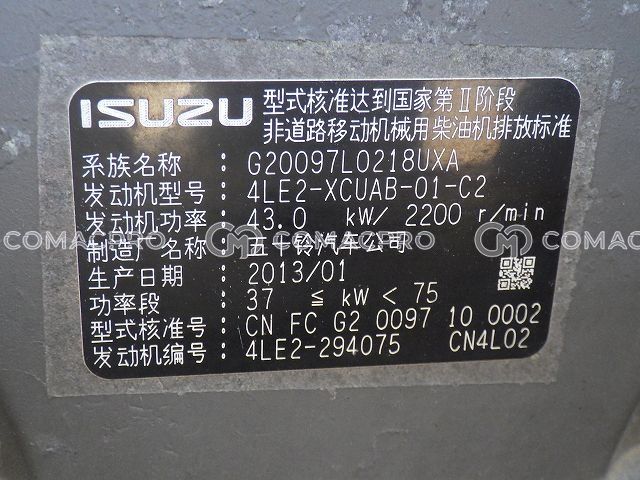 ISUZU 型式核准达到国家第Ⅱ阶段
非道路移动机械用柴油机排放标准
系族名称 : G20097L0218UXA
发动机型号 : 4LE2-XCUAB-01-C2
发动机功率 : 43.0 kW/ 2200 r/min
制造厂名称 : 五十铃汽车公司
生产日期 : 2013/01
功率段 : 37 ≦ kW < 75
型式核准号 : CN FC G2 0097 10 0002
发动机编号 : 4LE2-294075 CN4L02
COMACPRO COMACPRO COMACPRO